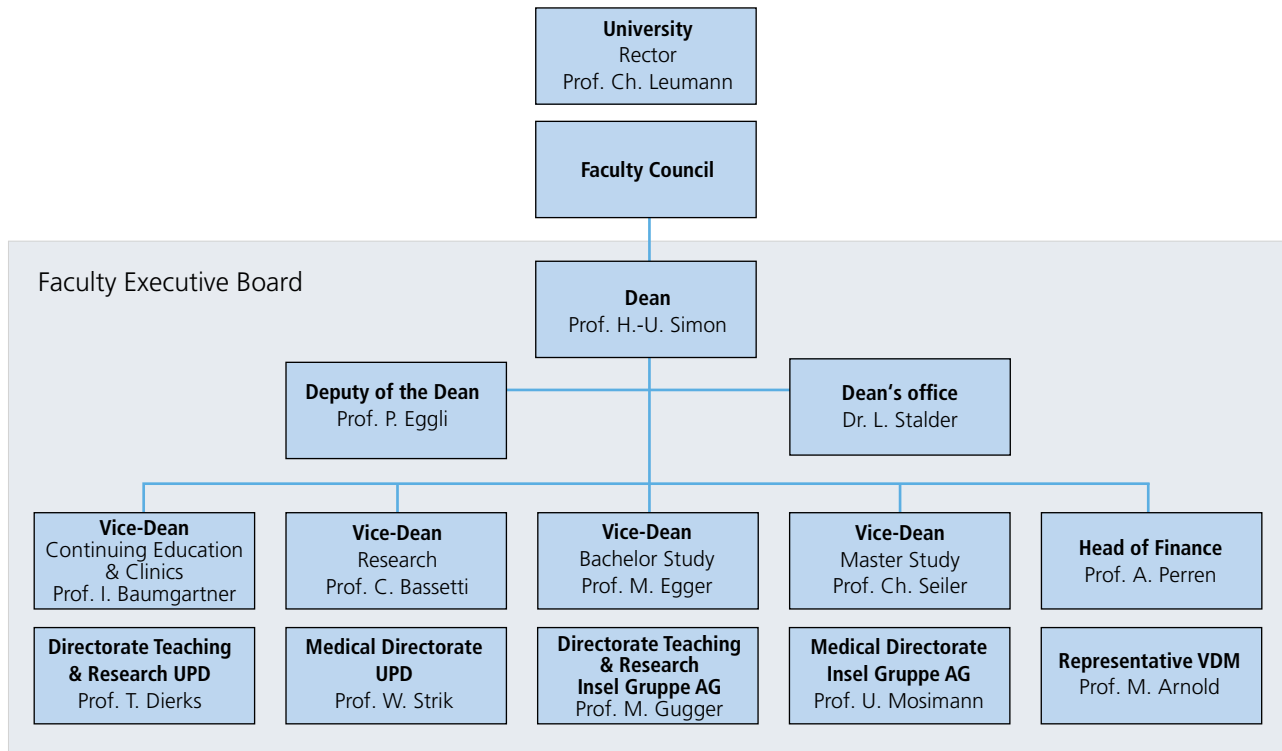 University
Rector
Prof. Ch. Leumann
Faculty Council
Faculty Executive Board
Dean
Prof. H.-U. Simon
Deputy of the Dean
Prof. P. Eggli
Dean's office
Dr. L. Stalder
Vice-Dean
Continuing Education
& Clinics
Prof. I. Baumgartner
Vice-Dean
Research
Prof. C. Bassetti
Vice-Dean
Bachelor Study
Prof. M. Egger
Vice-Dean
Master Study
Prof. Ch. Seiler
Head of Finance
Prof. A. Perren
Directorate Teaching
& Research UPD
Prof. T. Dierks
Medical Directorate
UPD
Prof. W. Strik
Directorate Teaching
& Research
Insel Gruppe AG
Prof. M. Gugger
Medical Directorate
Insel Gruppe AG
Prof. U. Mosimann
Representative VDM
Prof. M. Arnold